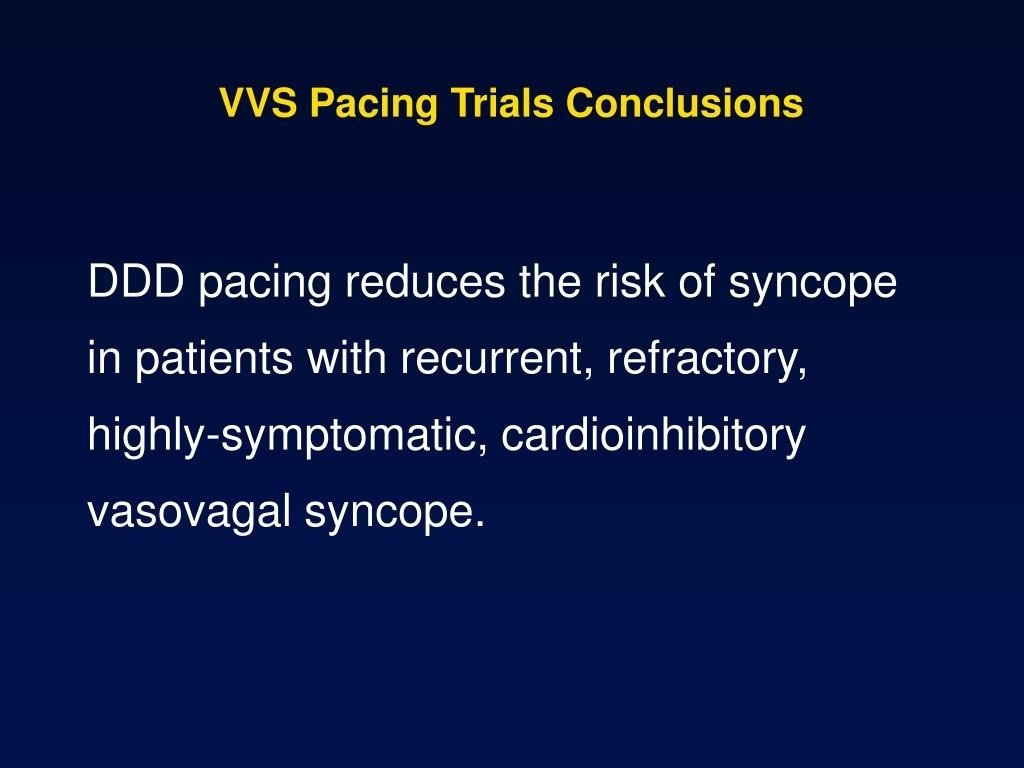 VVS Pacing Trials Conclusions
DDD pacing reduces the risk of syncope
in patients with recurrent, refractory,
highly-symptomatic, cardioinhibitory
vasovagal syncope.